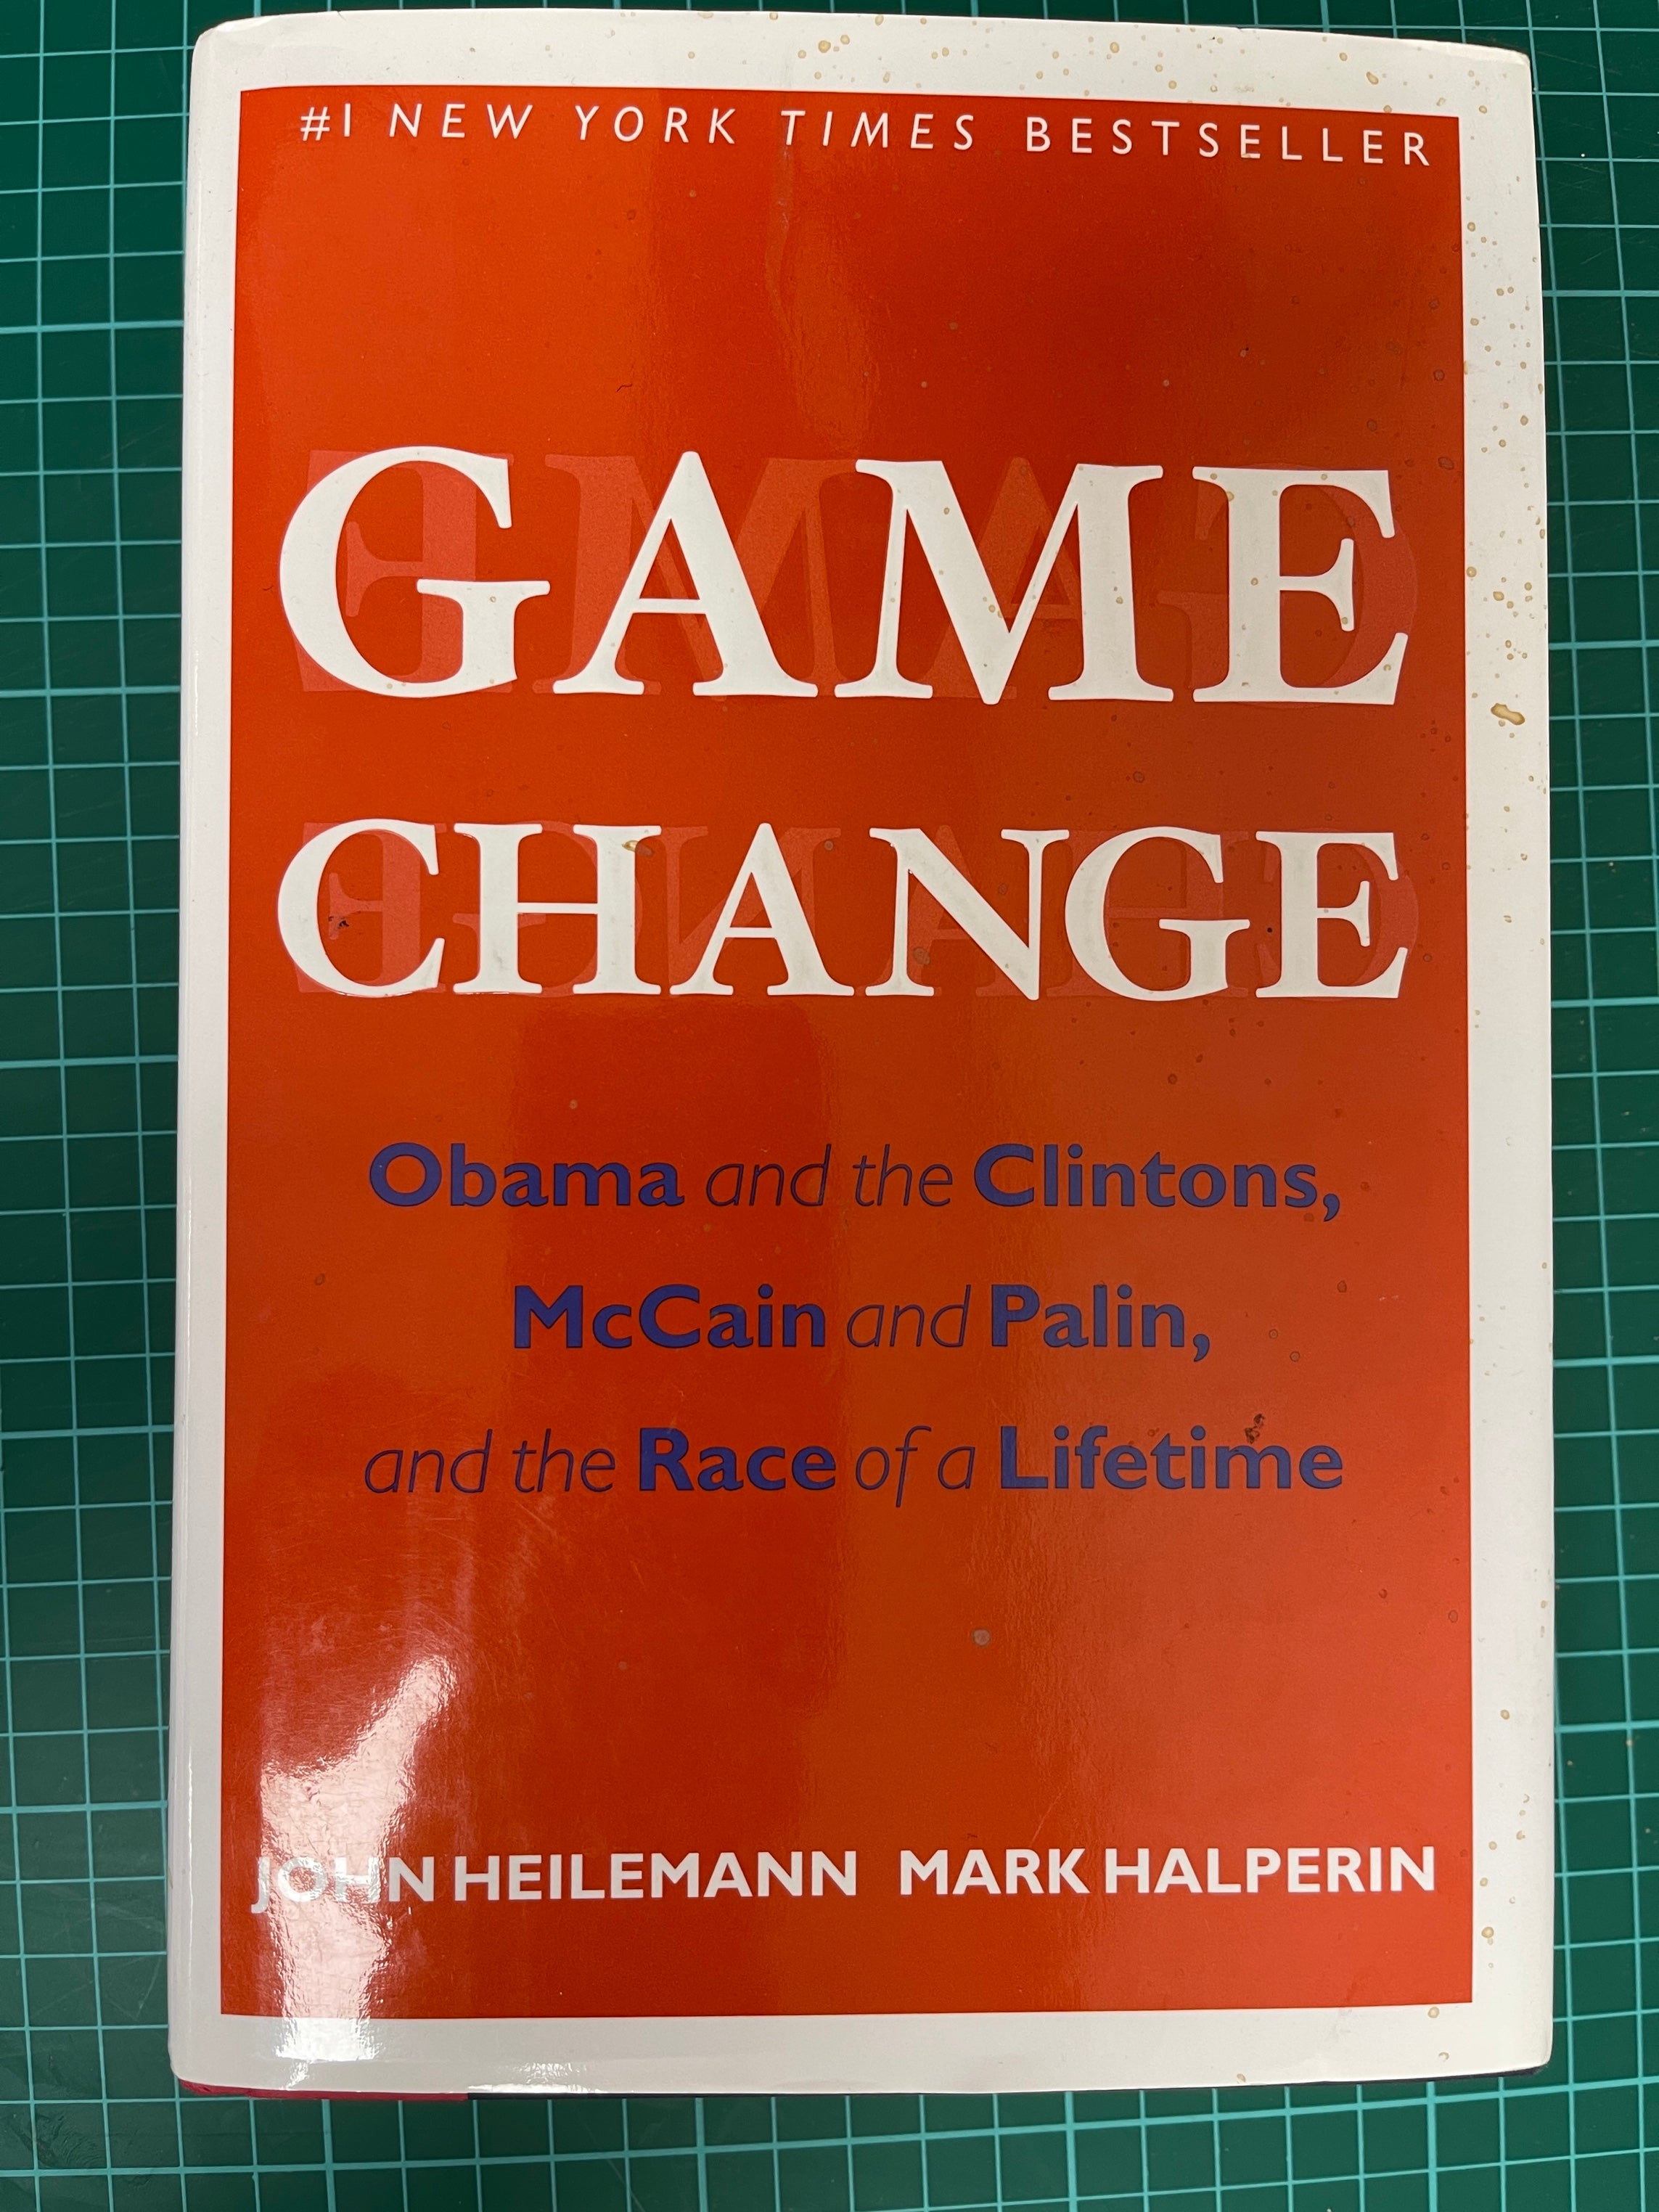 #1 NEW YORK TIMES BESTSELLER
GAME
CHANGE
Obama and the Clintons,
McCain and Palin,
and the Race of a Lifetime
JOHN HEILEMANN MARK HALPERIN